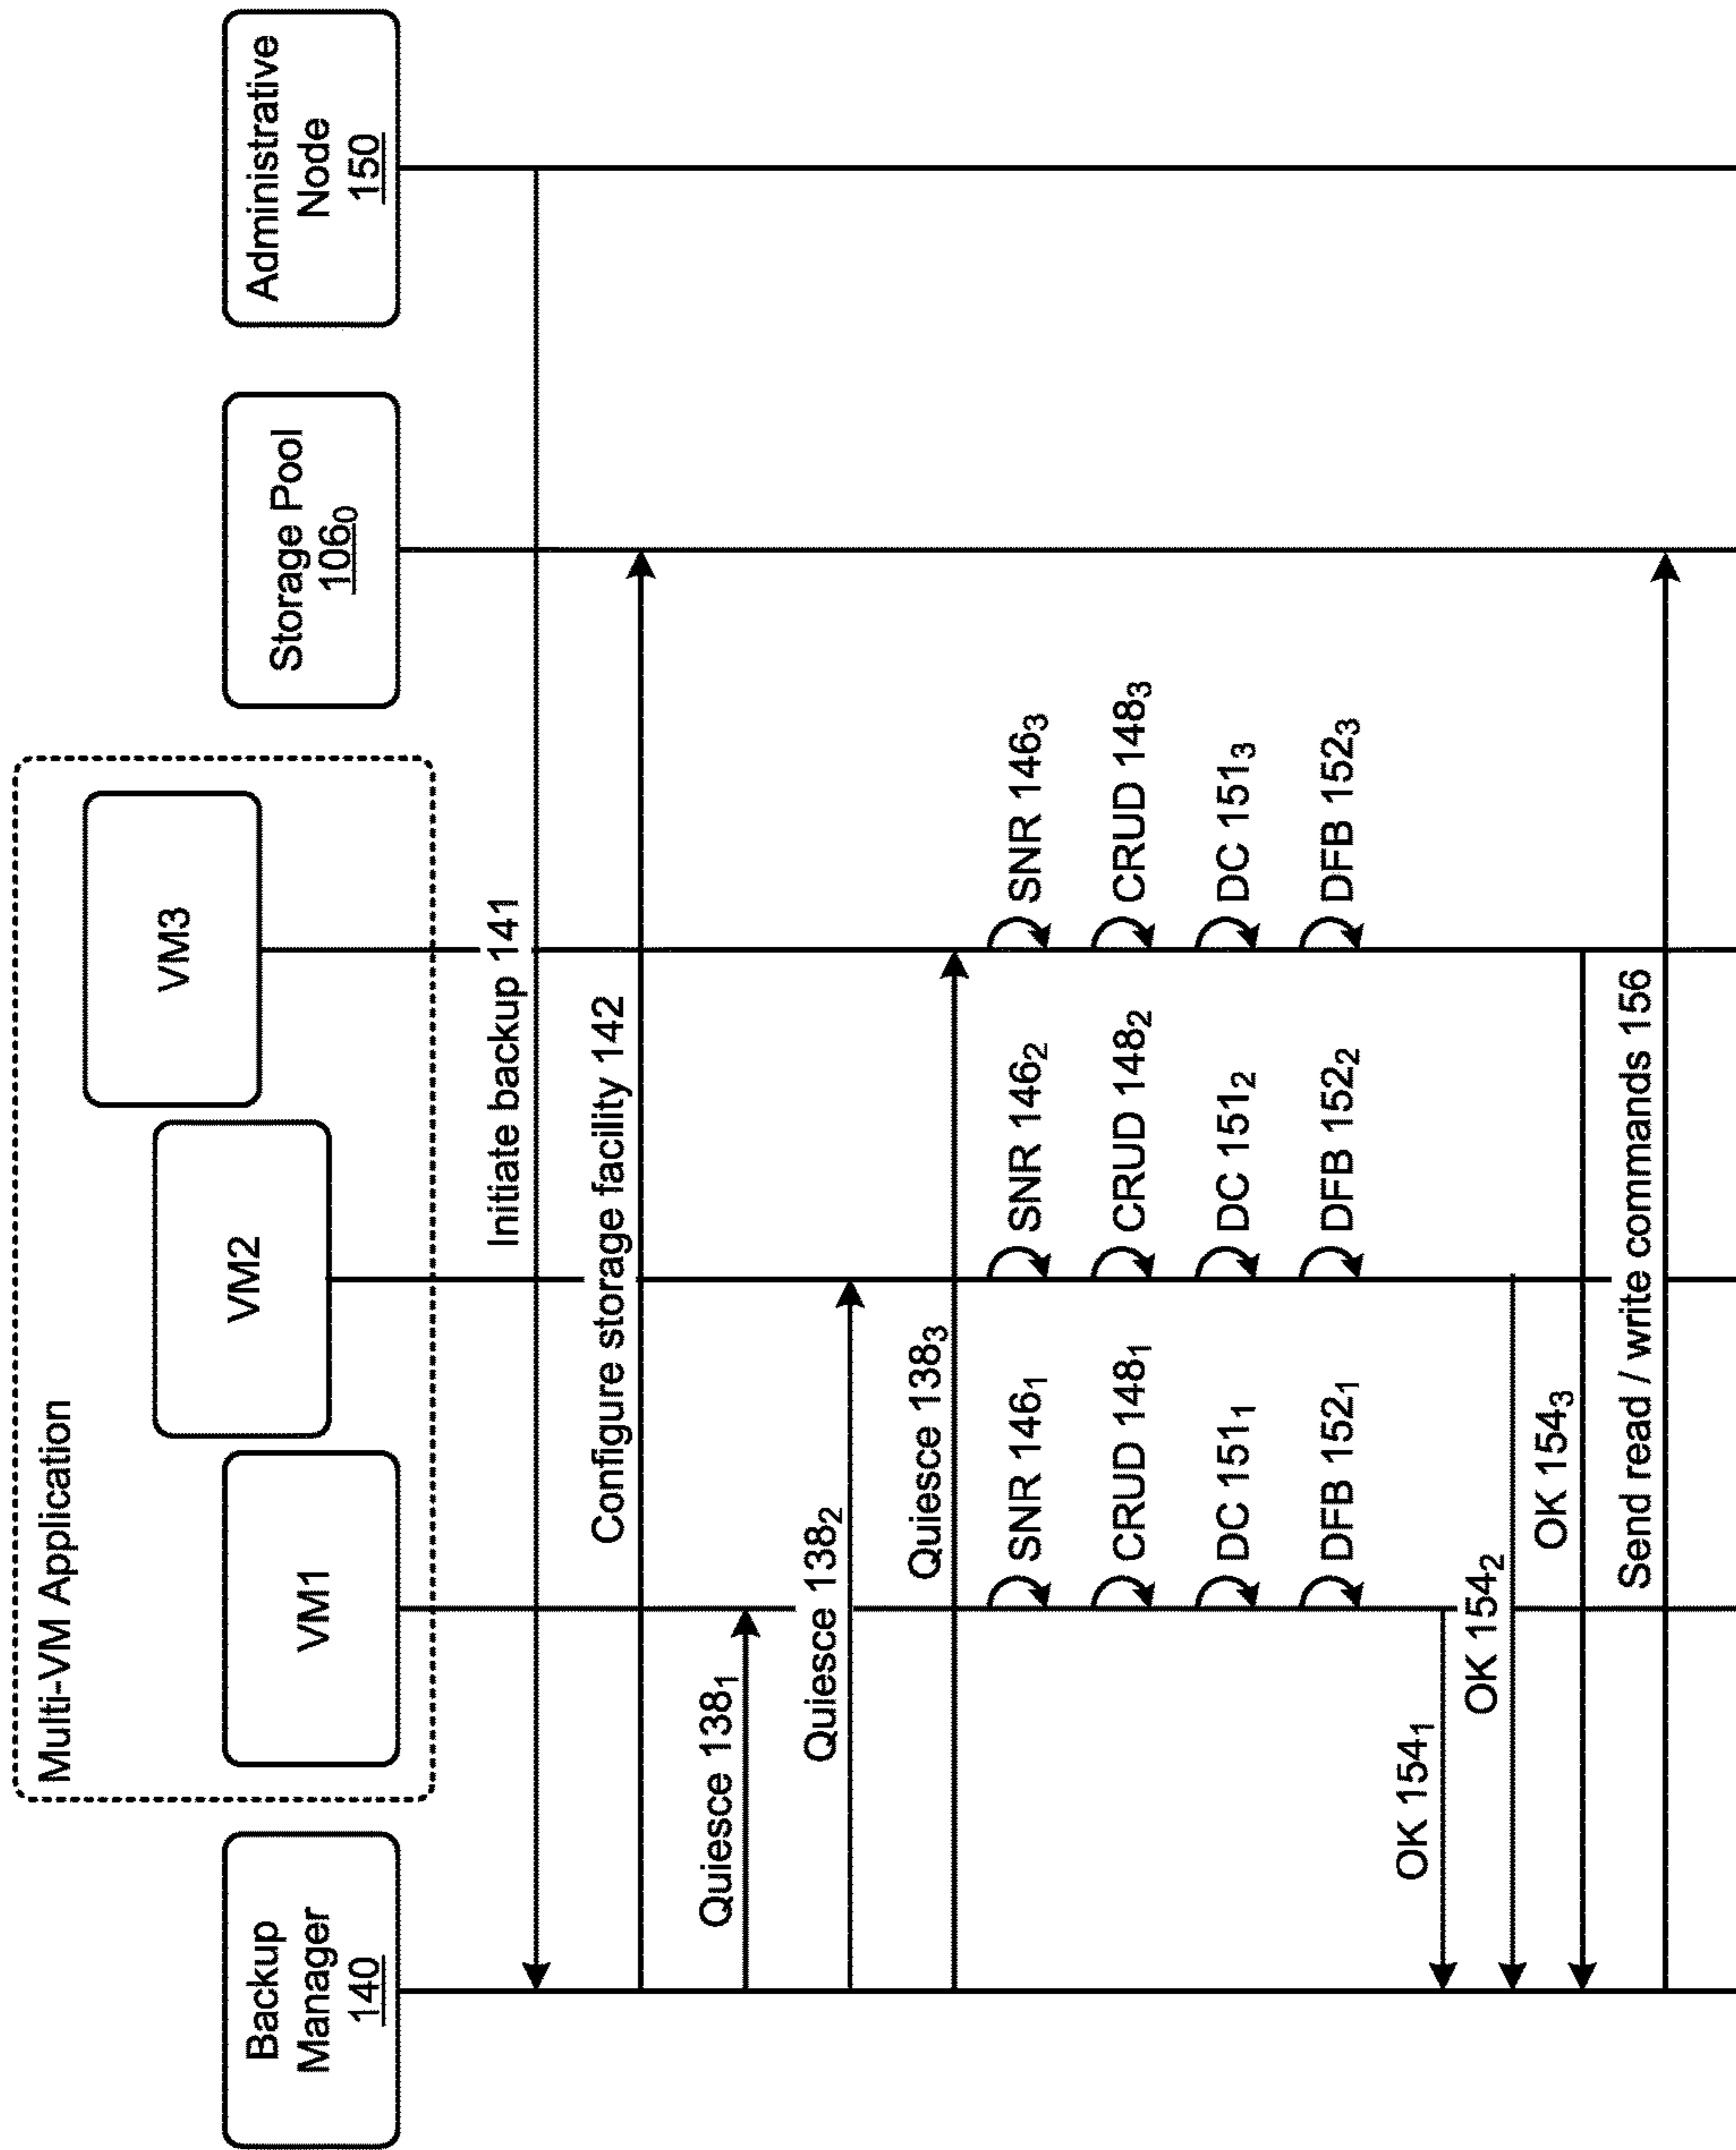 Multi-VM Application
Backup
Manager
140
VM1
VM2
VM3
Storage Pool
106₀
Administrative
Node
150
Initiate backup 141
Configure storage facility 142
Quiesce 138₁
Quiesce 138₂
Quiesce 138₃
SNR 146₁
SNR 146₂
SNR 146₃
CRUD 148₁
CRUD 148₂
CRUD 148₃
DC 151₁
DC 151₂
DC 151₃
DFB 152₁
DFB 152₂
DFB 152₃
OK 154₁
OK 154₂
OK 154₃
Send read / write commands 156